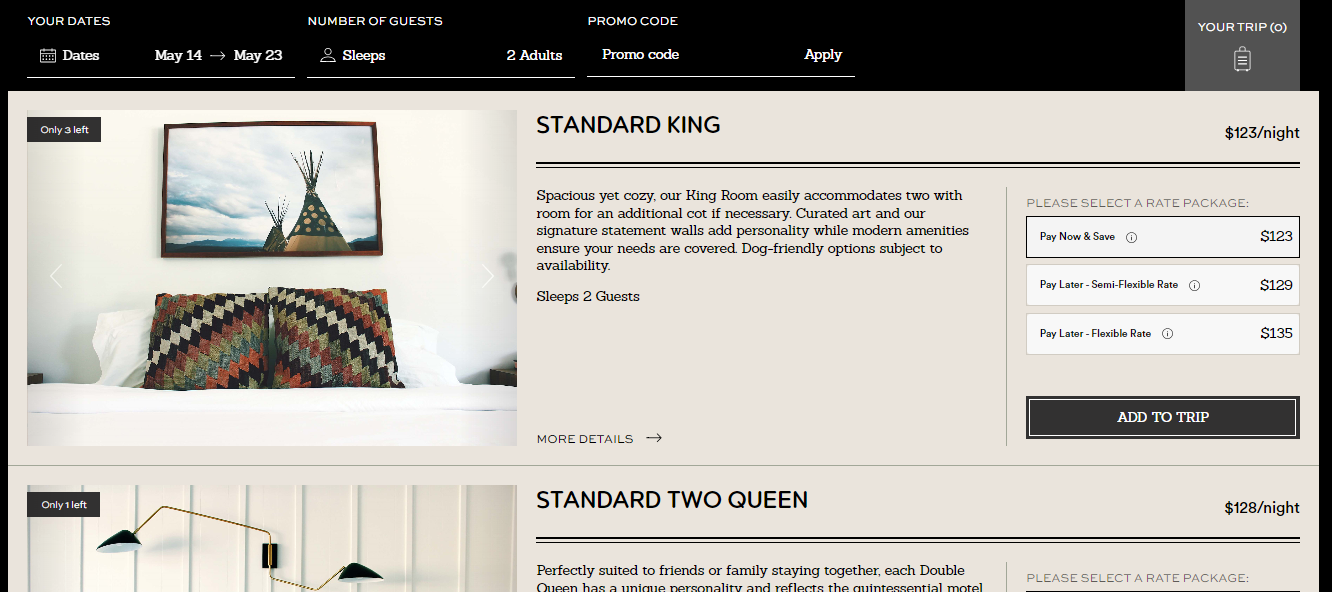 YOUR DATES
Dates May 14 → May 23
NUMBER OF GUESTS
Sleeps 2 Adults
PROMO CODE
Promo code Apply
YOUR TRIP (0)
Only 3 left
STANDARD KING
$123/night
Spacious yet cozy, our King Room easily accommodates two with
room for an additional cot if necessary. Curated art and our
signature statement walls add personality while modern amenities
ensure your needs are covered. Dog-friendly options subject to
availability.
Sleeps 2 Guests
MORE DETAILS →
PLEASE SELECT A RATE PACKAGE:
Pay Now & Save $123
Pay Later - Semi-Flexible Rate $129
Pay Later - Flexible Rate $135
ADD TO TRIP
Only 1 left
STANDARD TWO QUEEN
$128/night
Perfectly suited to friends or family staying together, each Double
Queen has a unique personality and reflects the quintessential motel
PLEASE SELECT A RATE PACKAGE: